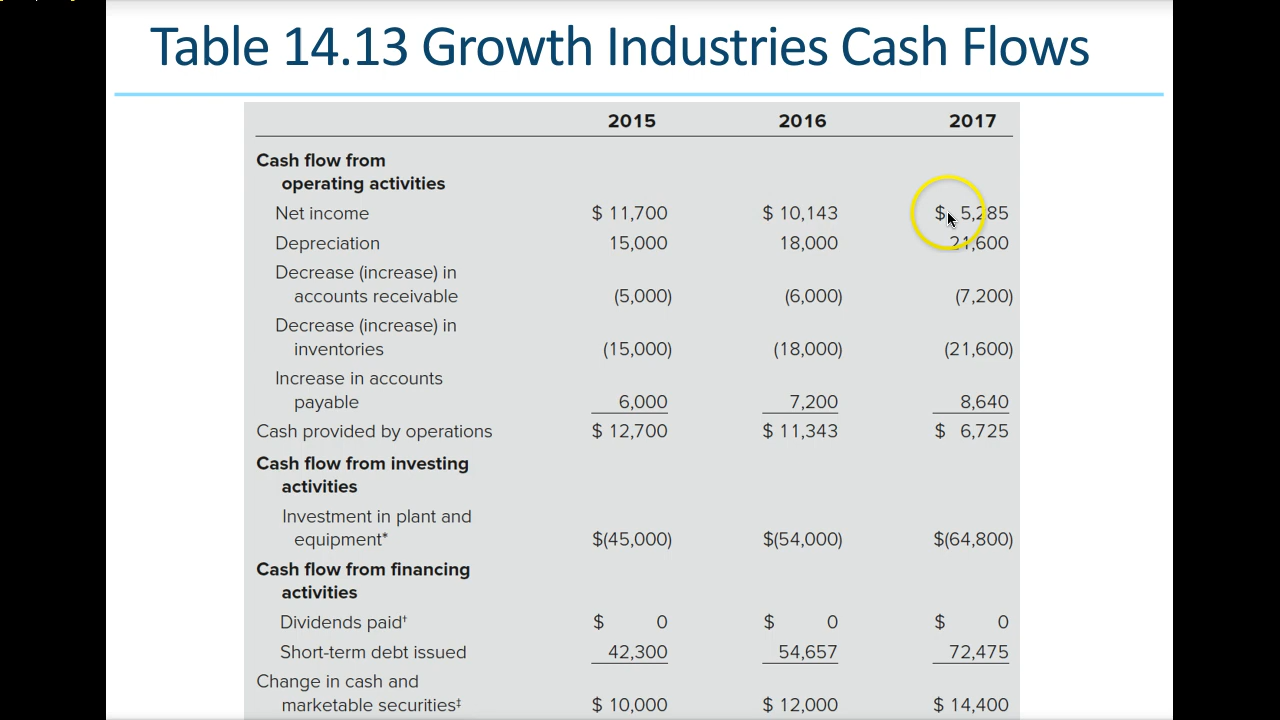 Table 14.13 Growth Industries Cash Flows
2015 2016 2017
Cash flow from
operating activities
Net income $ 11,700 $ 10,143 $ 5,285
Depreciation 15,000 18,000 21,600
Decrease (increase) in
accounts receivable (5,000) (6,000) (7,200)
Decrease (increase) in
inventories (15,000) (18,000) (21,600)
Increase in accounts
payable 6,000 7,200 8,640
Cash provided by operations $ 12,700 $ 11,343 $ 6,725
Cash flow from investing
activities
Investment in plant and
equipment* $(45,000) $(54,000) $(64,800)
Cash flow from financing
activities
Dividends paid† $ 0 $ 0 $ 0
Short-term debt issued 42,300 54,657 72,475
Change in cash and
marketable securities‡ $ 10,000 $ 12,000 $ 14,400